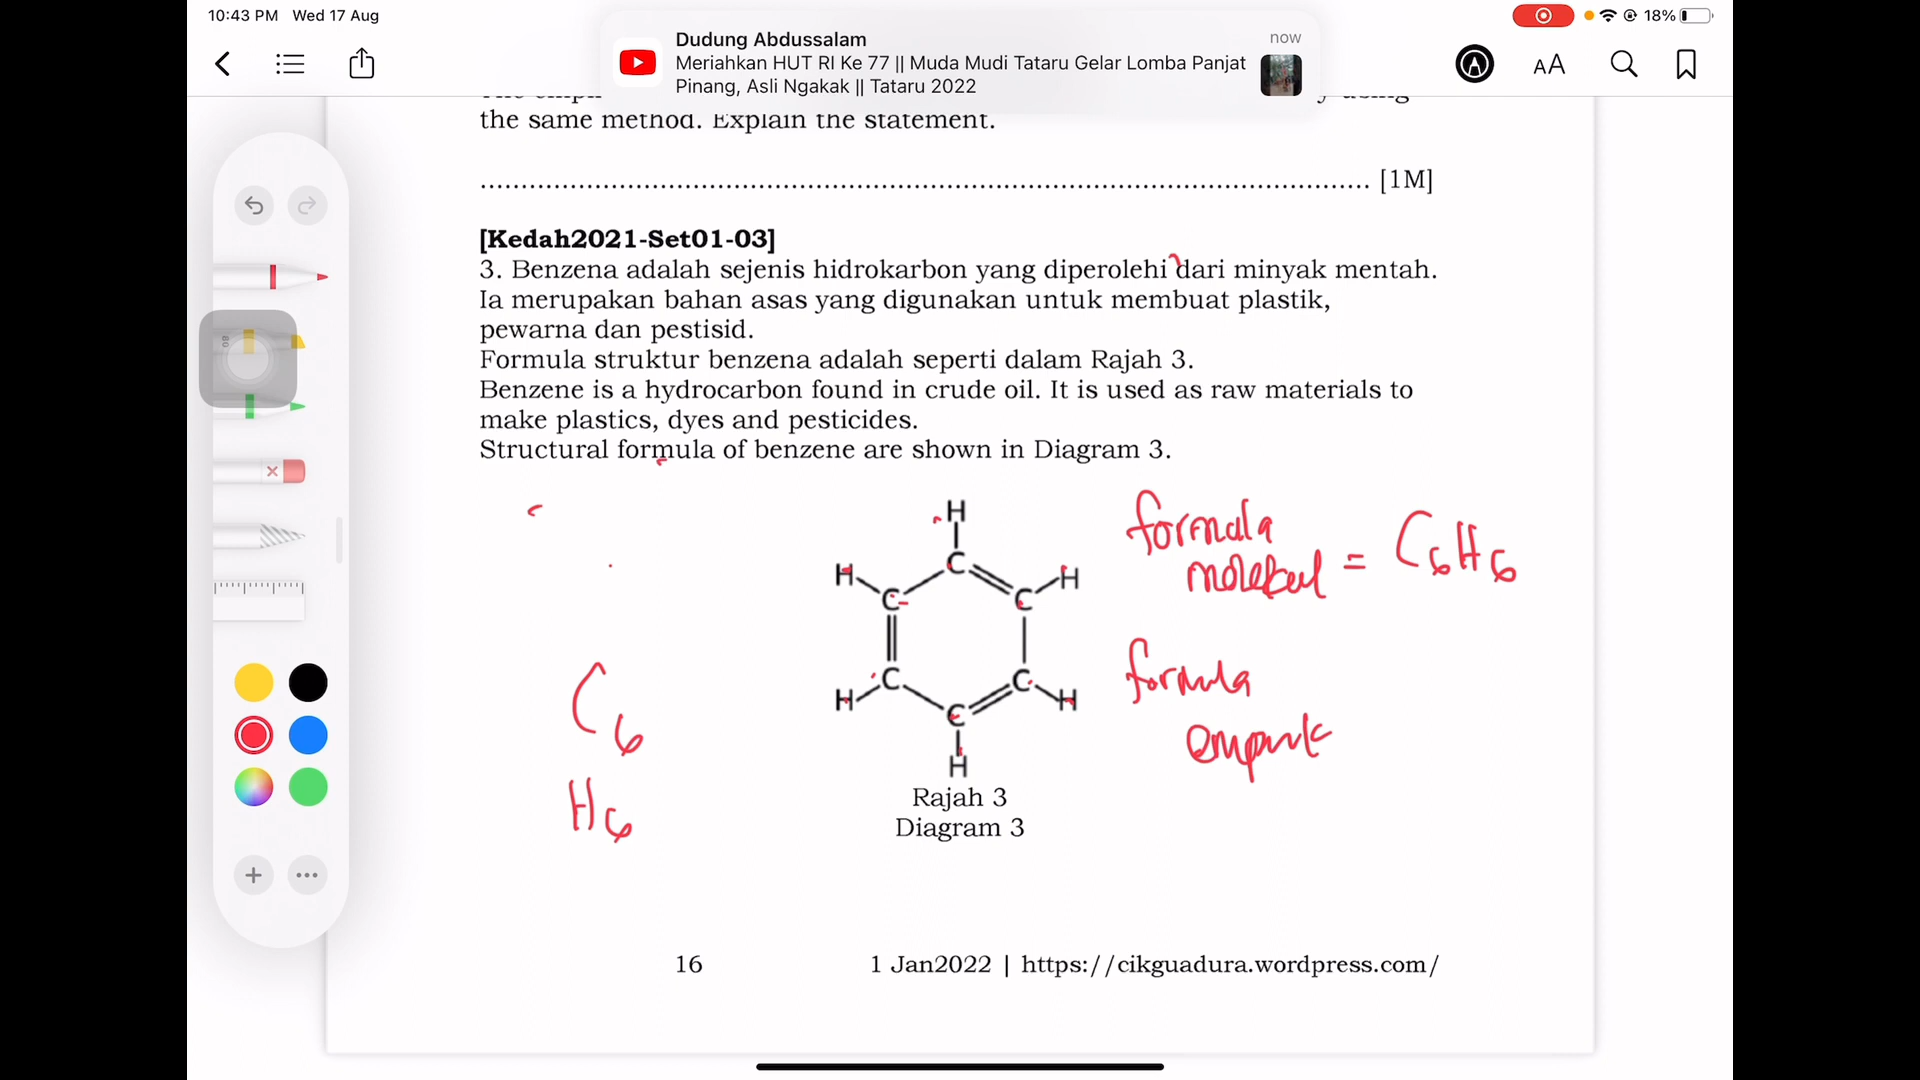 10:43 PM Wed 17 Aug
18%
Dudung Abdussalam
now
Meriahkan HUT RI Ke 77 || Muda Mudi Tataru Gelar Lomba Panjat
Pinang, Asli Ngakak || Tataru 2022
AA
the same method. Explain the statement.
[1M]
[Kedah2021-Set01-03]
3. Benzena adalah sejenis hidrokarbon yang diperolehi dari minyak mentah.
Ia merupakan bahan asas yang digunakan untuk membuat plastik,
pewarna dan pestisid.
Formula struktur benzena adalah seperti dalam Rajah 3.
Benzene is a hydrocarbon found in crude oil. It is used as raw materials to
make plastics, dyes and pesticides.
Structural formula of benzene are shown in Diagram 3.
H
C
H C C H
H C C H
C
H
formula
molekul = C6H6
formula
empirik
C6
H6
Rajah 3
Diagram 3
16 1 Jan2022 | https://cikguadura.wordpress.com/